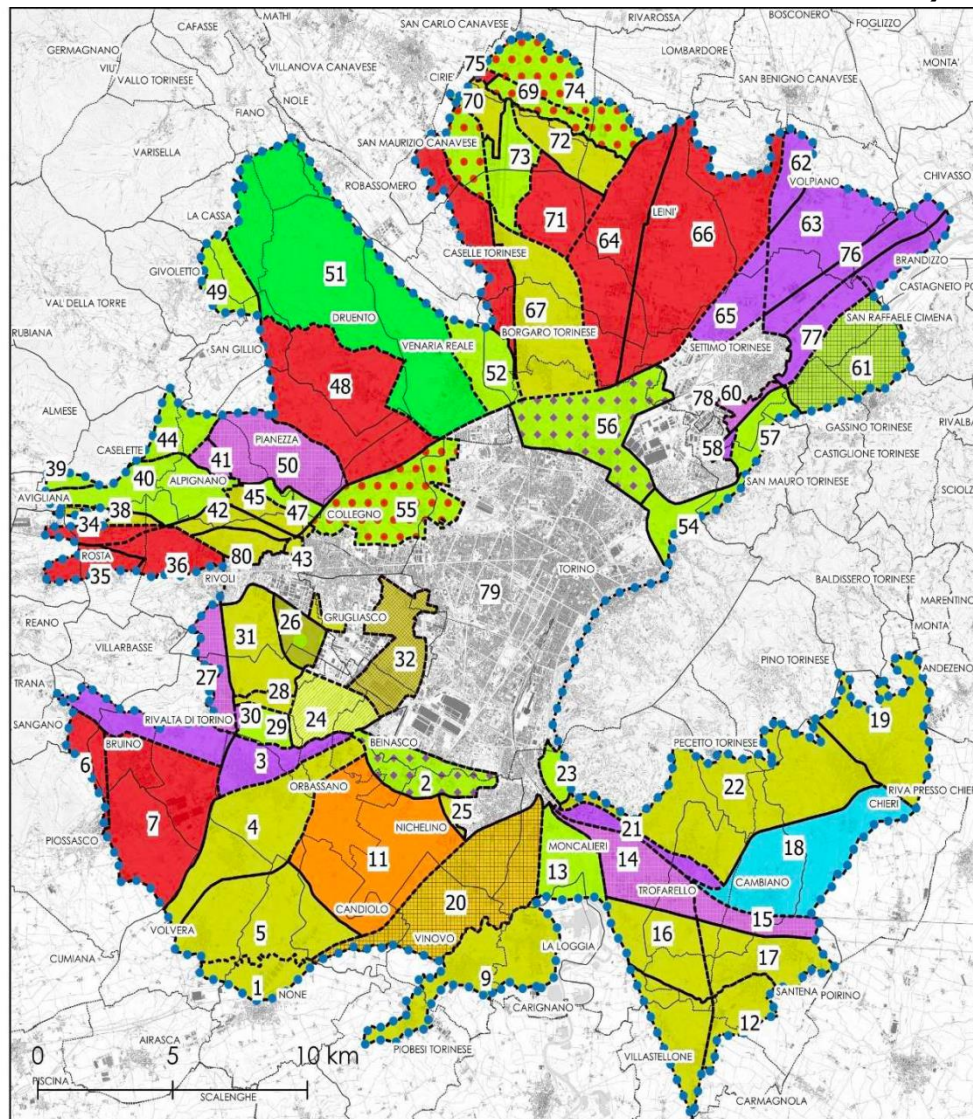 MATHI
SAN CARLO CANAVESE
RIVAROSSA
BOSCONERO
FOGLIZZO
CAFASSE
GERMAGNANO
VIU'
VALLO TORINESE
VILLANOVA CANAVESE
LOMBARDORE
MONTA'
75
CIRIE'
69
74
SAN BENIGNO CANAVESE
NOLE
FIANO
70
72
VARISELLA
SAN MAURIZIO CANAVESE
73
62
VOLPIANO
CHIVASSO
ROBASSOMERO
LA CASSA
71
LEINI'
63
64
66
76
GIVOLETTO
51
CASELLE TORINESE
BRANDIZZO
49
CASTAGNETO PO
VAL DELLA TORRE
67
DRUENTO
65
SAN RAFFAELE CIMENA
RUBIANA
VENARIA REALE
BORGARO TORINESE
77
SAN GILLIO
SETTIMO TORINESE
52
61
48
78
60
ALMESE
56
GASSINO TORINESE
RIVALBA
44
PIANEZZA
57
CASELETTE
41
50
58
CASTIGLIONE TORINESE
39
40
ALPIGNANO
45
SAN MAURO TORINESE
SCIOLZE
AVIGLIANA
38
42
47
COLLEGNO
55
54
34
ROSTA
80
43
36
35
TORINO
RIVOLI
BALDISSERO TORINESE
79
MARENTINO
REANO
26
GRUGLIASCO
MONTA'
31
VILLARBASSE
32
PINO TORINESE
ANDEZENO
27
TRANA
28
19
SANGANO
30
RIVALTA DI TORINO
24
29
BRUINO
BEINASCO
PECETTO TORINESE
3
6
23
22
2
ORBASSANO
RIVA PRESSO CHIERI
25
CHIERI
7
4
NICHELINO
21
PIOSSASCO
MONCALIERI
18
11
14
13
TROFARELLO
CAMBIANO
CANDIOLO
20
15
VOLVERA
5
16
VINOVO
LA LOGGIA
17
CUMIANA
9
1
NONE
SANTENA
POIRINO
CARIGNANO
12
AIRASCA
PIOBESI TORINESE
VILLASTELLONE
0 5 10 km
PISCINA
SCALENGHE
CARMAGNOLA